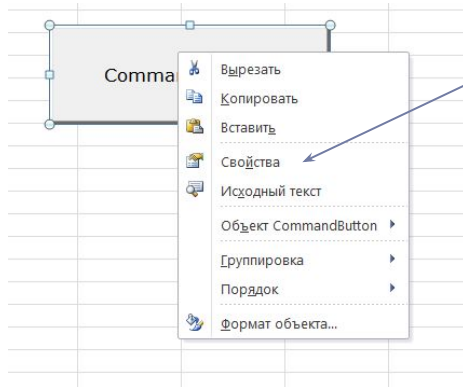 Comma
Вырезать
Копировать
Вставить
Свойства
Исходный текст
Объект CommandButton
Группировка
Порядок
Формат объекта...